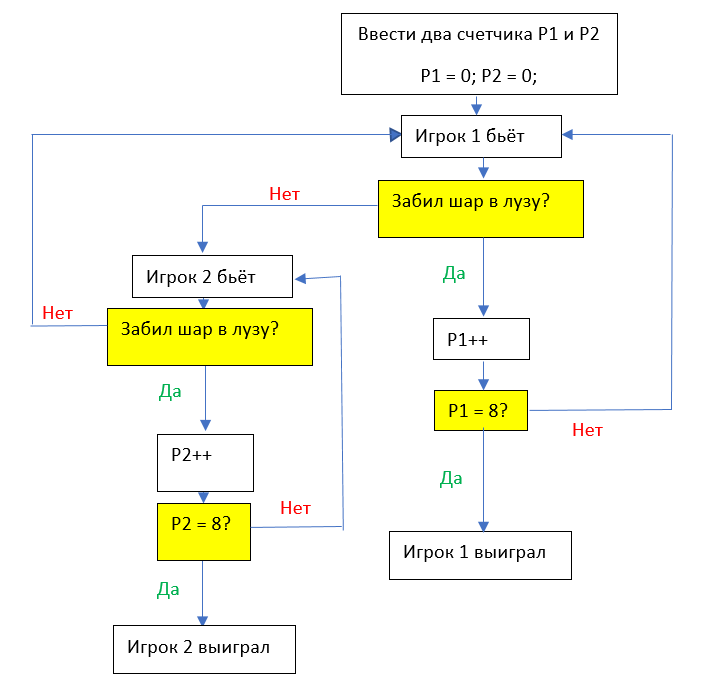 Ввести два счетчика P1 и P2
P1 = 0; P2 = 0;
Игрок 1 бьёт
Забил шар в лузу?
Нет
Да
Игрок 2 бьёт
Забил шар в лузу?
Нет
Да
P1++
P1 = 8?
Нет
Да
Игрок 1 выиграл
P2++
P2 = 8?
Нет
Да
Игрок 2 выиграл